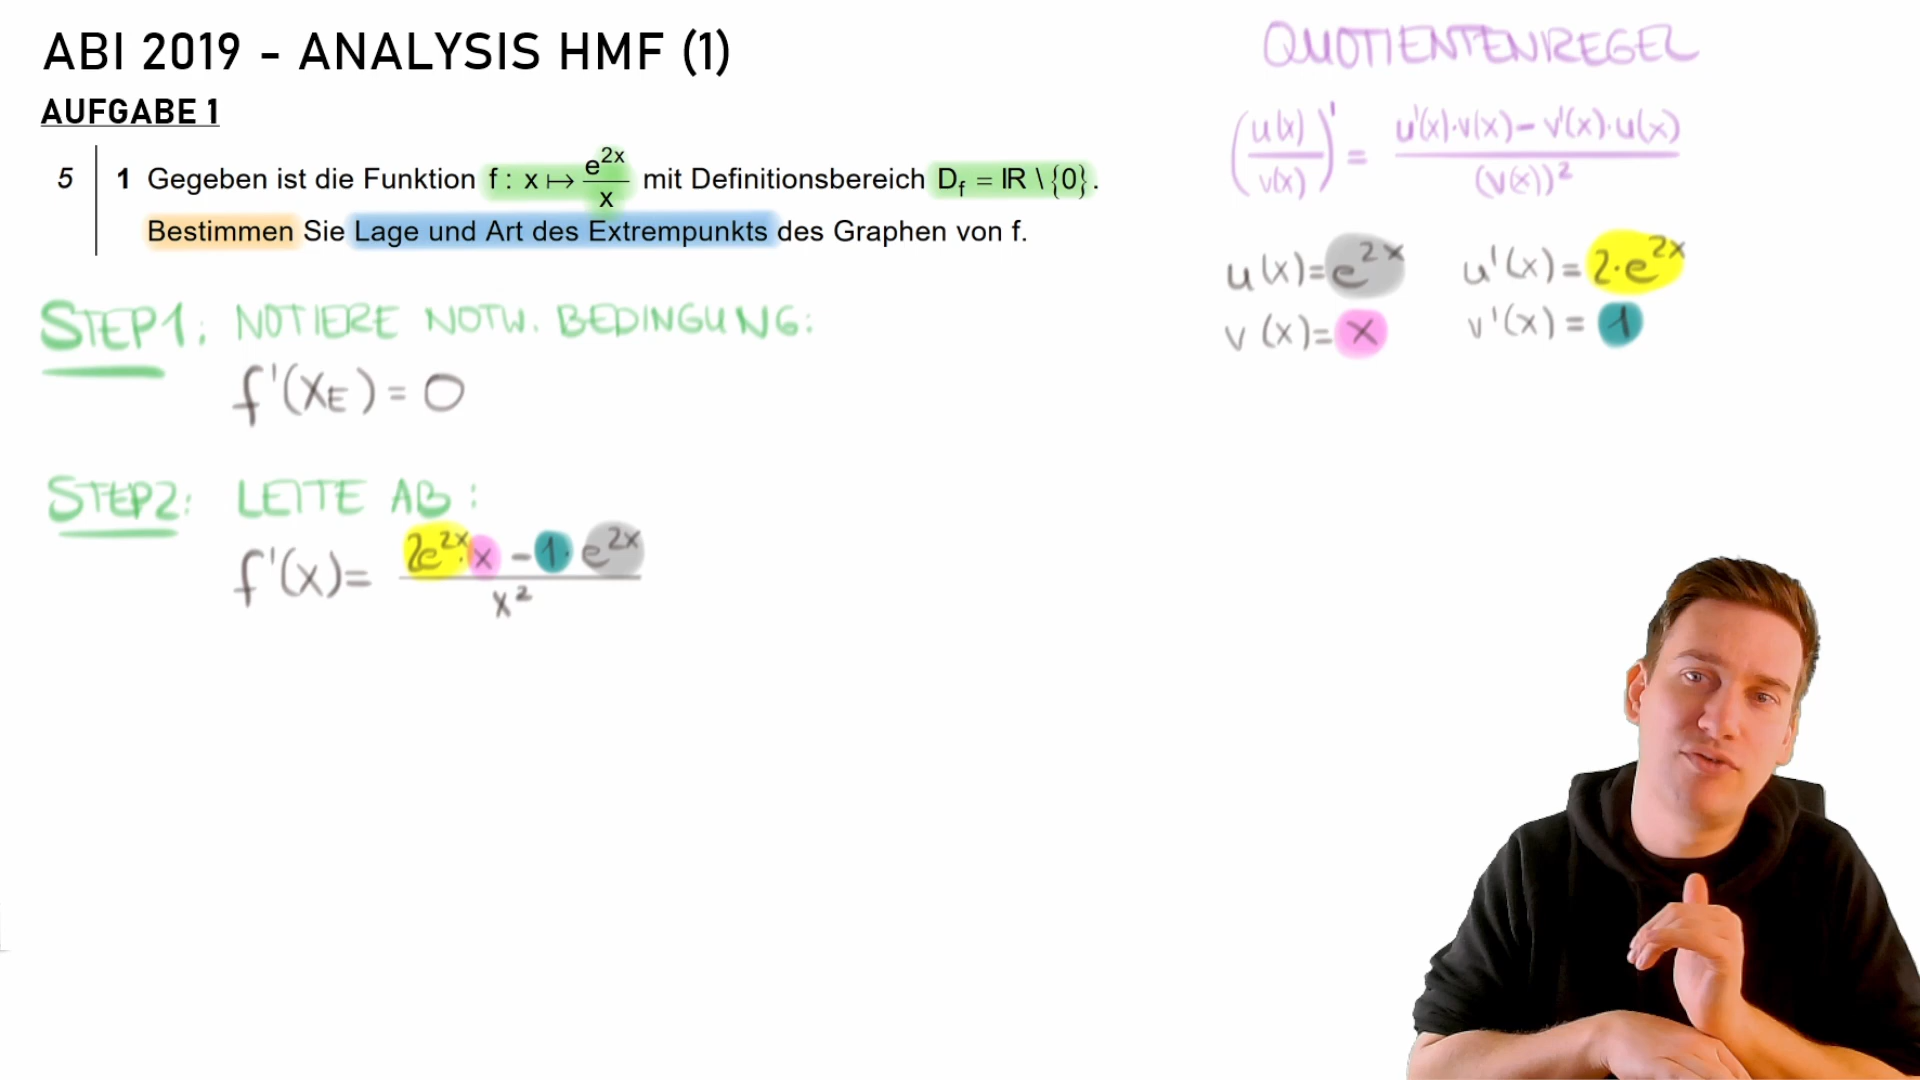 ABI 2019 - ANALYSIS HMF (1)
AUFGABE 1
5 1 Gegeben ist die Funktion f : x ↦ e^{2x}/x mit Definitionsbereich D_f = IR \ {0}.
Bestimmen Sie Lage und Art des Extrempunkts des Graphen von f.
STEP1: NOTIERE NOTW. BEDINGUNG:
f'(x_E) = 0
STEP2: LEITE AB:
f'(x) = (2e^{2x}·x - 1·e^{2x})/x²
QUOTIENTENREGEL
(u(x)/v(x))' = (u'(x)·v(x) - v'(x)·u(x))/(v(x))²
u(x) = e^{2x} u'(x) = 2·e^{2x}
v(x) = x v'(x) = 1